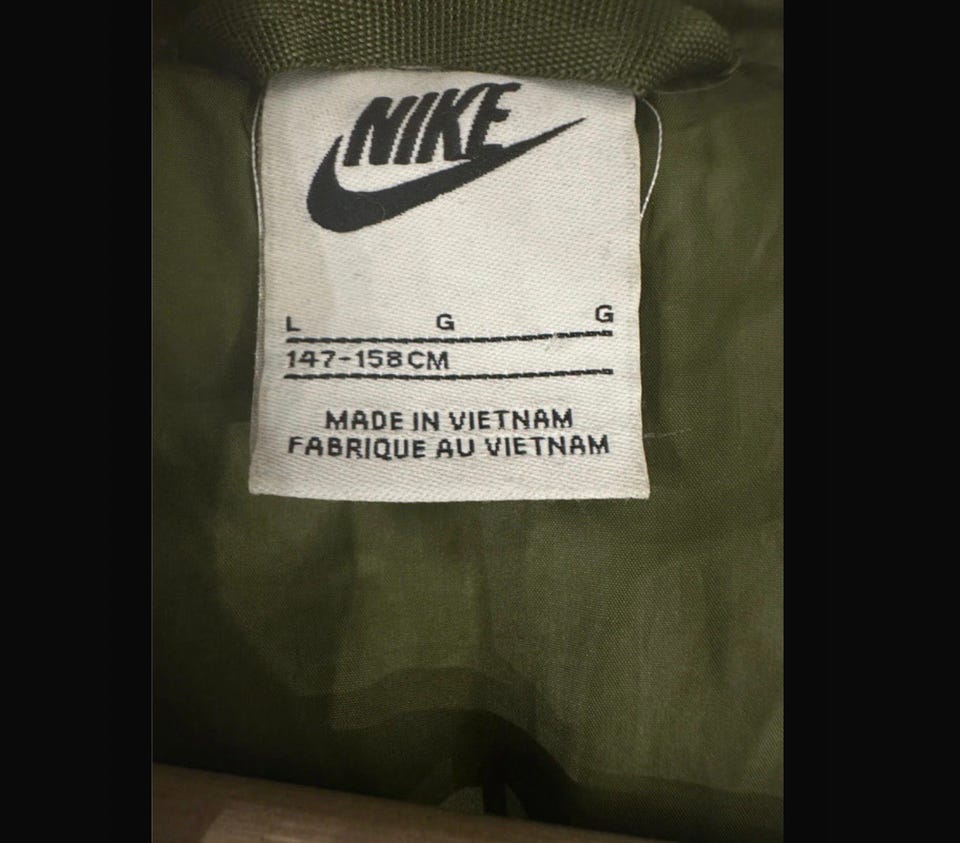 NIKE
L G G
147-158CM
MADE IN VIETNAM
FABRIQUE AU VIETNAM